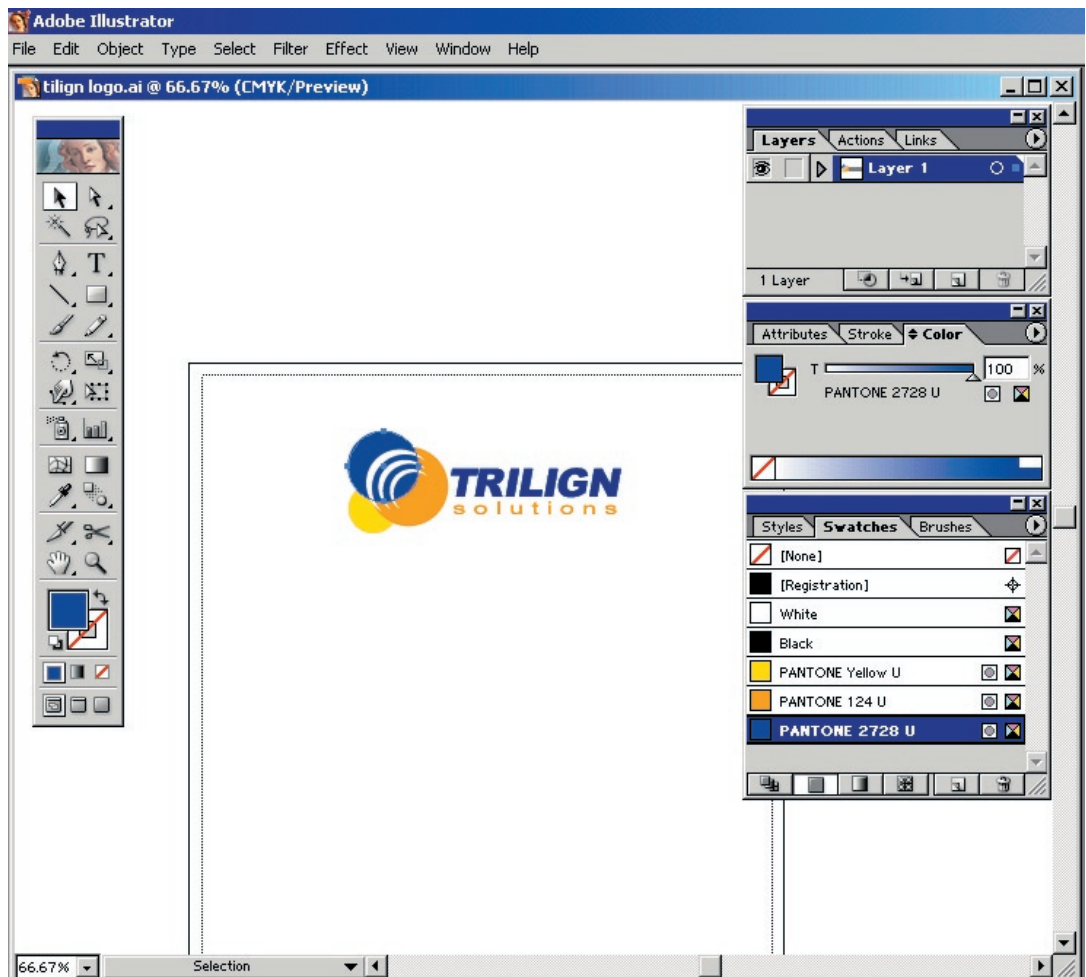 Adobe Illustrator
File Edit Object Type Select Filter Effect View Window Help
tilign logo.ai @ 66.67% (CMYK/Preview)
Layers Actions Links
Layer 1
1 Layer
Attributes Stroke Color
T 100 %
PANTONE 2728 U
TRILIGN
solutions
Styles Swatches Brushes
[None]
[Registration]
White
Black
PANTONE Yellow U
PANTONE 124 U
PANTONE 2728 U
66.67% Selection